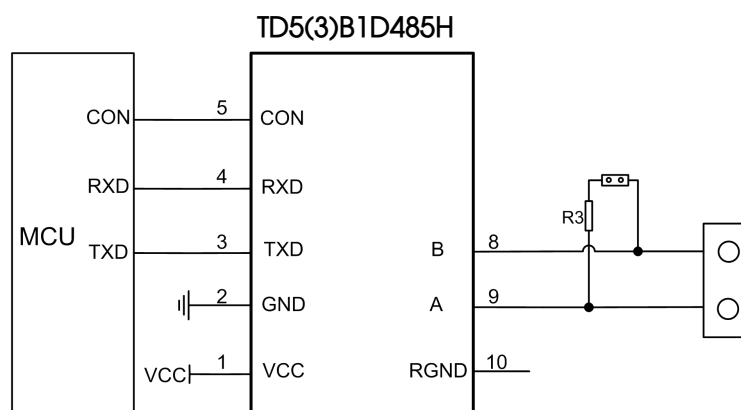 TD5(3)B1D485H
CON 5 CON
RXD 4 RXD
R3
MCU
TXD 3 TXD
B 8
2 GND
A 9
VCC 1 VCC
RGND 10